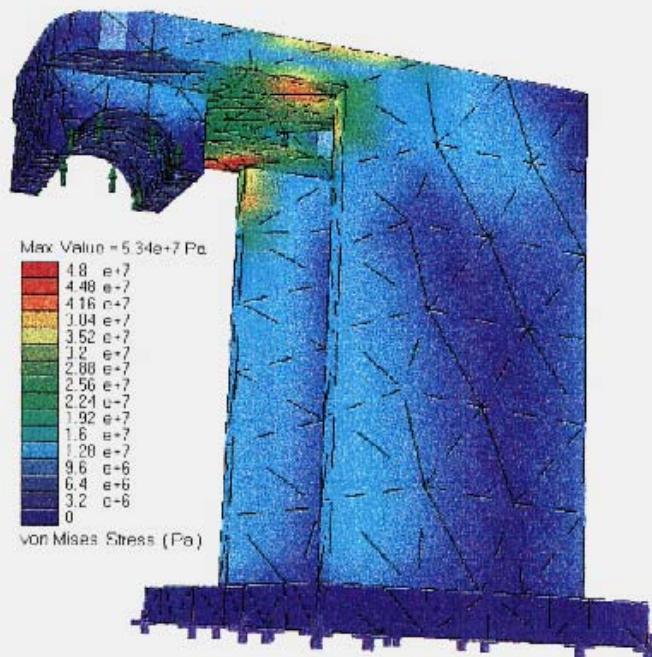 Max Value = 5.34e+7 Pa
4.8 e+7
4.48 e+7
4.16 e+7
3.04 e+7
3.52 e+7
3.2 e+7
2.88 e+7
2.56 e+7
2.24 e+7
1.92 e+7
1.6 e+7
1.28 e+7
9.6 e+6
6.4 e+6
3.2 e+6
0
von Mises Stress (Pa)